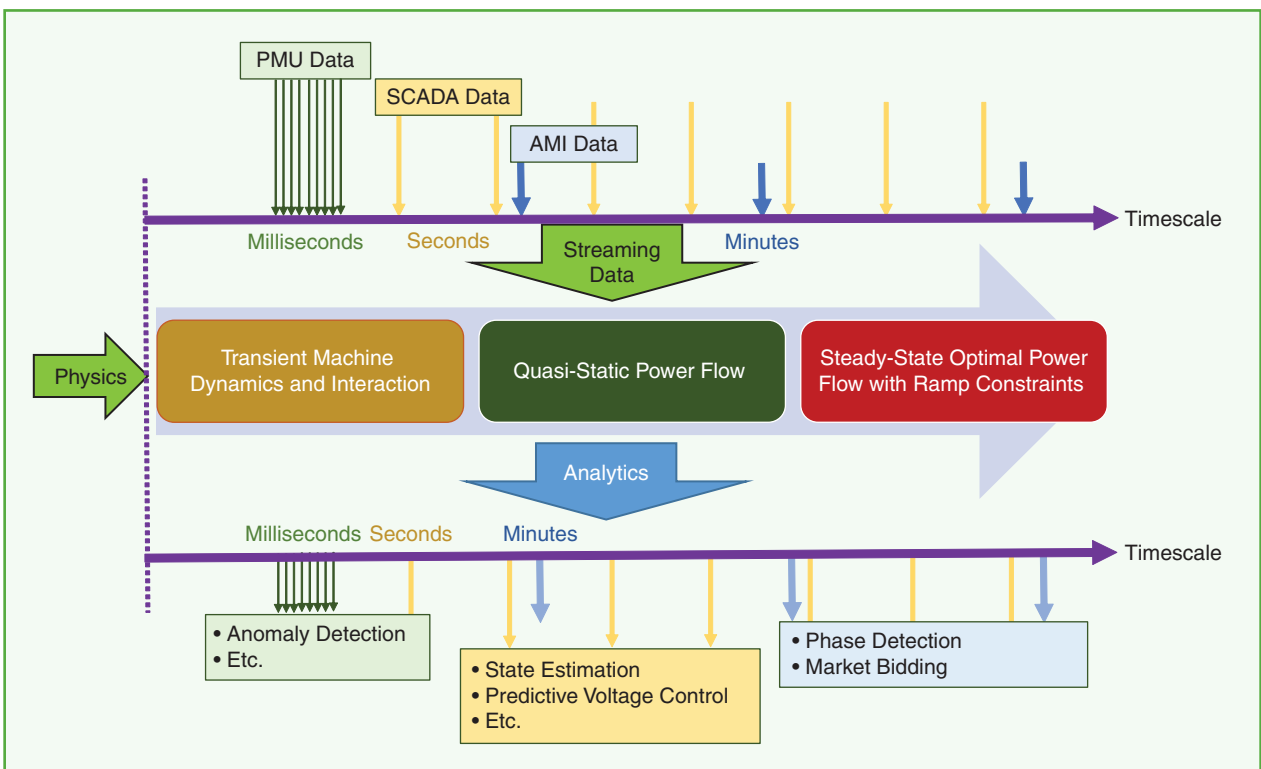 PMU Data
SCADA Data
AMI Data
Timescale
Milliseconds
Seconds
Minutes
Streaming
Data
Physics
Transient Machine
Dynamics and Interaction
Quasi-Static Power Flow
Steady-State Optimal Power
Flow with Ramp Constraints
Analytics
Milliseconds
Seconds
Minutes
Timescale
• Anomaly Detection
• Etc.
• State Estimation
• Predictive Voltage Control
• Etc.
• Phase Detection
• Market Bidding